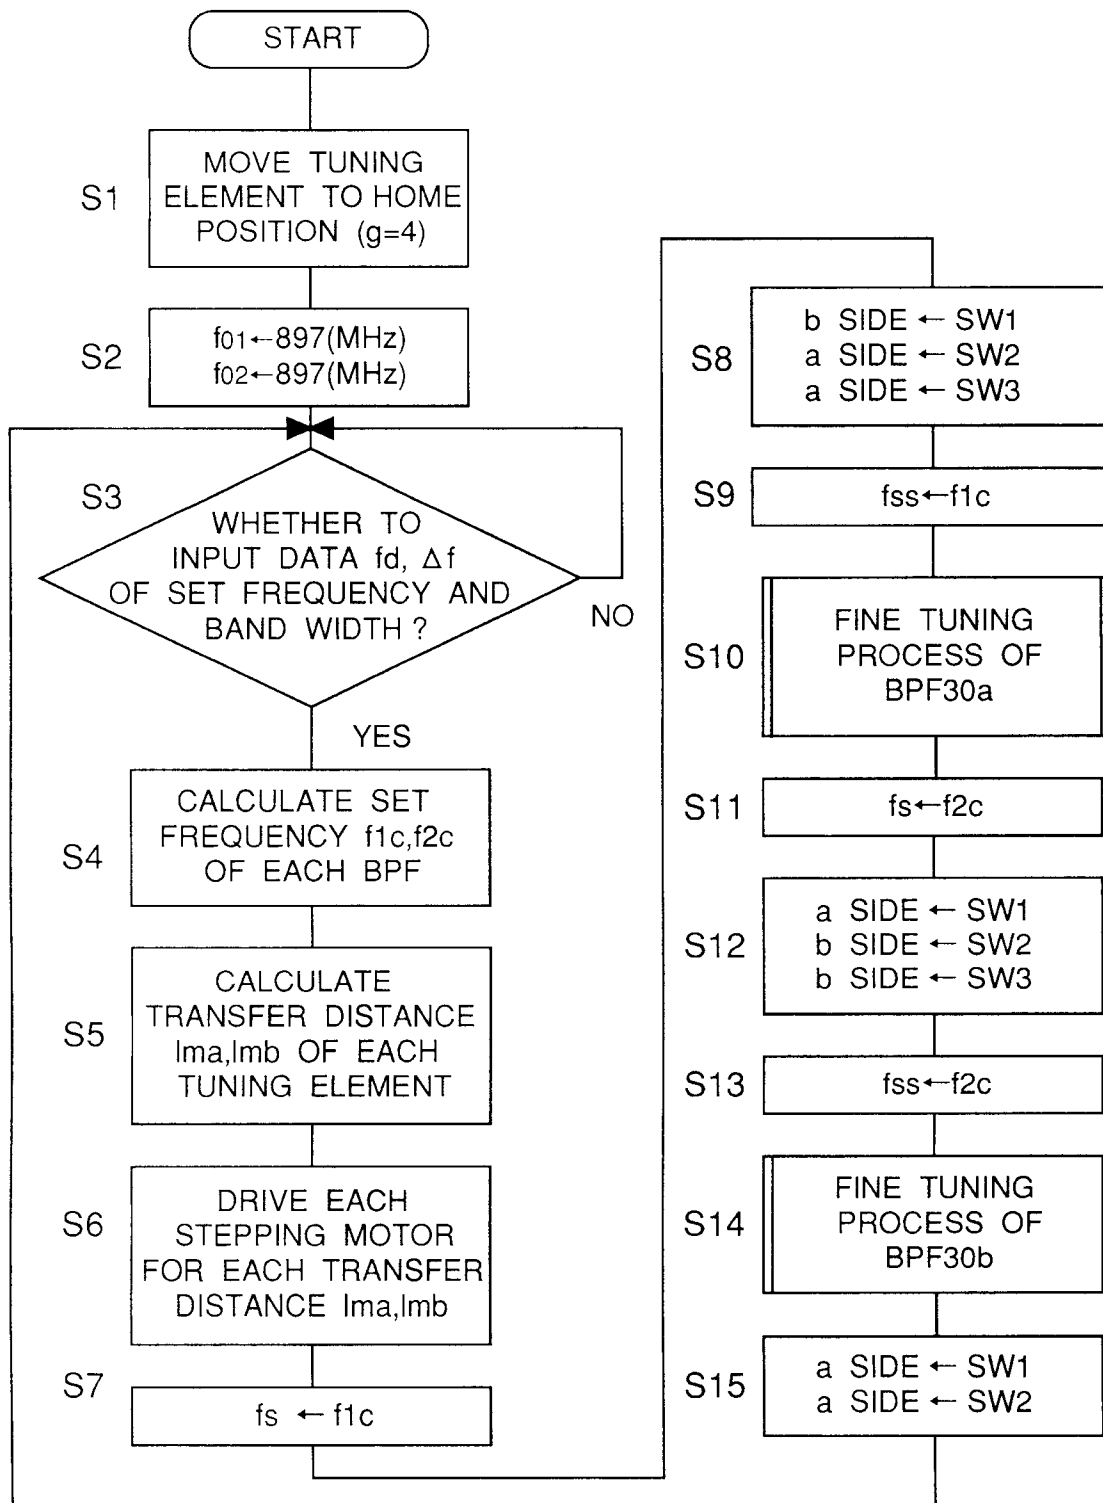 START
S1
MOVE TUNING
ELEMENT TO HOME
POSITION (g=4)
S2
f01←897(MHz)
f02←897(MHz)
S3
WHETHER TO
INPUT DATA fd, Δf
OF SET FREQUENCY AND
BAND WIDTH ?
NO
YES
S4
CALCULATE SET
FREQUENCY f1c,f2c
OF EACH BPF
S5
CALCULATE
TRANSFER DISTANCE
lma,lmb OF EACH
TUNING ELEMENT
S6
DRIVE EACH
STEPPING MOTOR
FOR EACH TRANSFER
DISTANCE lma,lmb
S7
fs ← f1c
S8
b SIDE ← SW1
a SIDE ← SW2
a SIDE ← SW3
S9
fss←f1c
S10
FINE TUNING
PROCESS OF
BPF30a
S11
fs←f2c
S12
a SIDE ← SW1
b SIDE ← SW2
b SIDE ← SW3
S13
fss←f2c
S14
FINE TUNING
PROCESS OF
BPF30b
S15
a SIDE ← SW1
a SIDE ← SW2